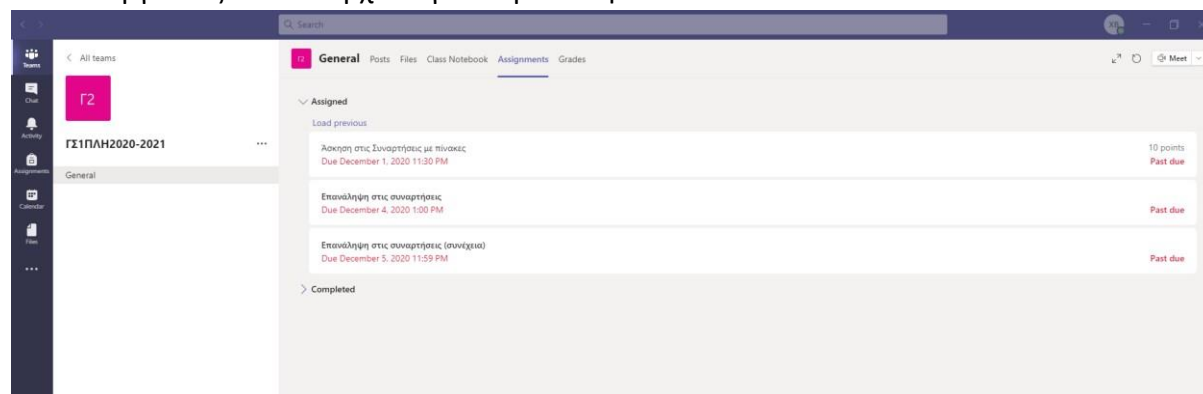 Search
XB
Teams
Chat
Activity
Assignments
Calendar
Files
All teams
Γ2
ΓΣ1ΠΛΗ2020-2021
General
Γ2 General Posts Files Class Notebook Assignments Grades
Meet
Assigned
Load previous
Άσκηση στις Συναρτήσεις με πίνακες
10 points
Due December 1, 2020 11:30 PM
Past due
Επανάληψη στις συναρτήσεις
Due December 4, 2020 1:00 PM
Past due
Επανάληψη στις συναρτήσεις (συνέχεια)
Due December 5, 2020 11:59 PM
Past due
Completed